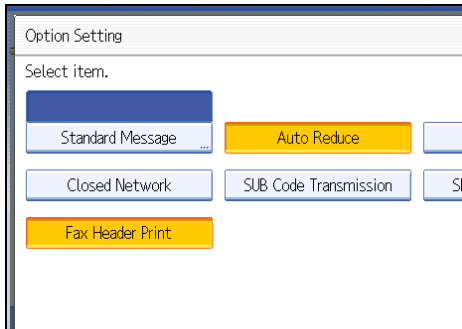 Option Setting
Select item.
Standard Message ...
Auto Reduce
Closed Network
SUB Code Transmission
Fax Header Print